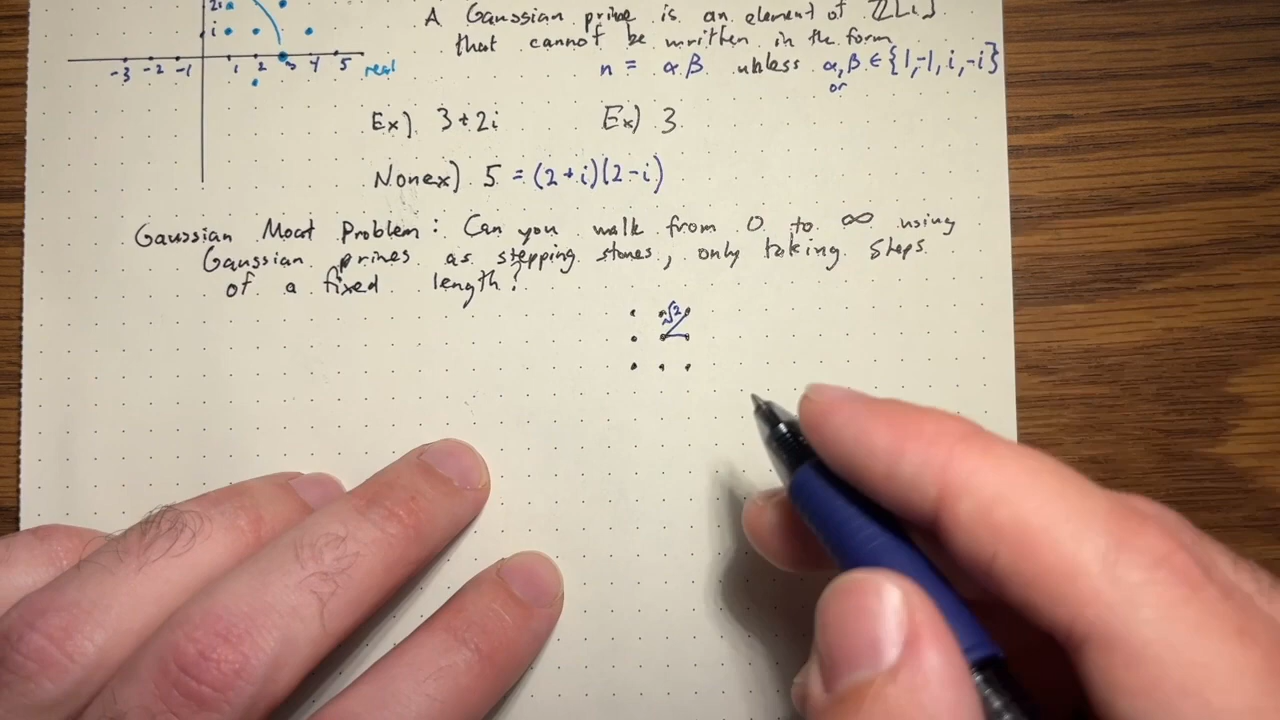 2i
i
-3 -2 -1 1 2 3 4 5 real
A Gaussian prime is an element of ℤ[i]
that cannot be written in the form
n = αβ unless α,β ∈ {1,-1,i,-i}
or
Ex) 3+2i Ex) 3
Nonex) 5 = (2+i)(2-i)
Gaussian Moat Problem: Can you walk from 0 to ∞ using
Gaussian primes as stepping stones, only taking steps
of a fixed length?
√2